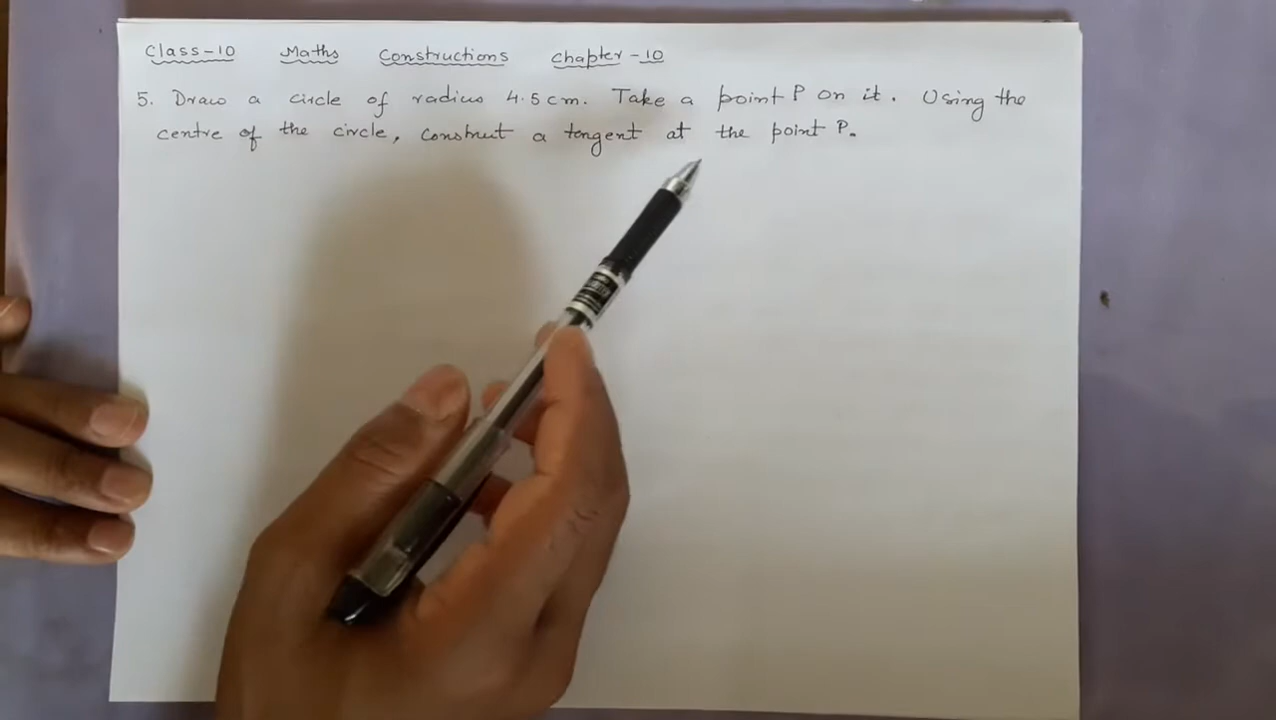 Class-10 Maths Constructions Chapter-10
5. Draw a circle of radius 4.5cm. Take a point P on it. Using the
centre of the circle, construct a tangent at the point P.